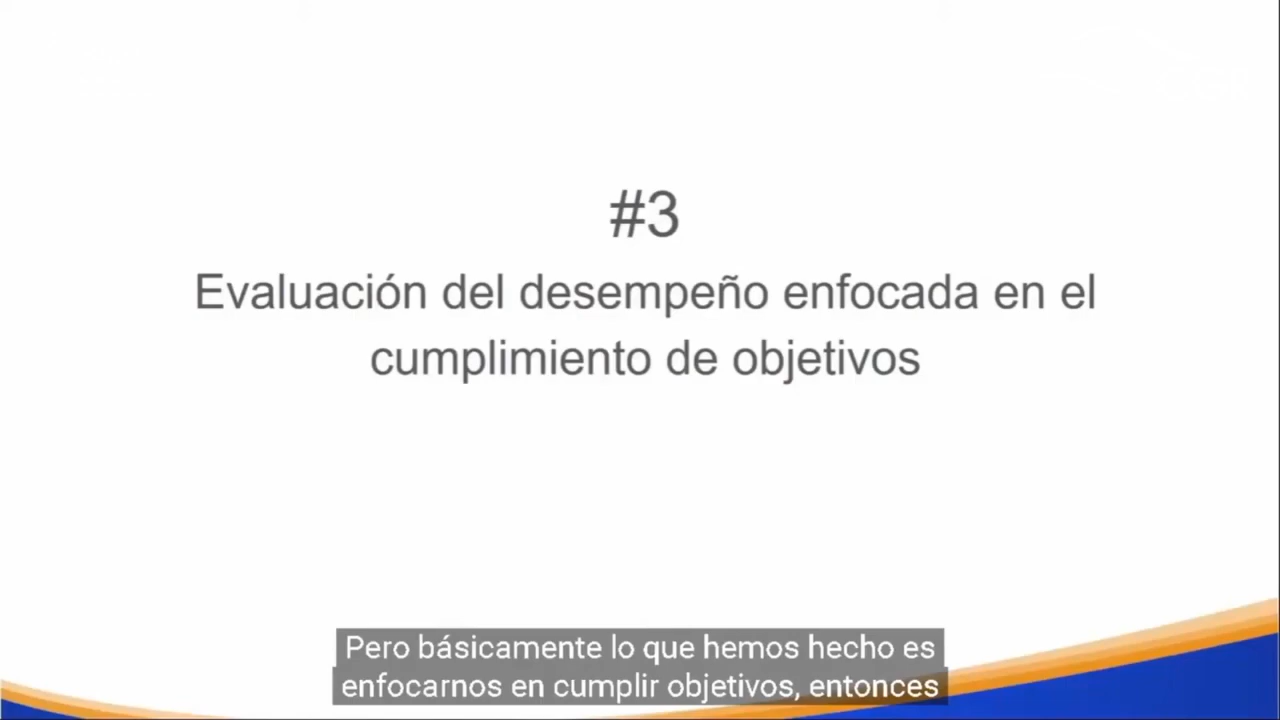 #3
Evaluación del desempeño enfocada en el
cumplimiento de objetivos
Pero básicamente lo que hemos hecho es
enfocarnos en cumplir objetivos, entonces